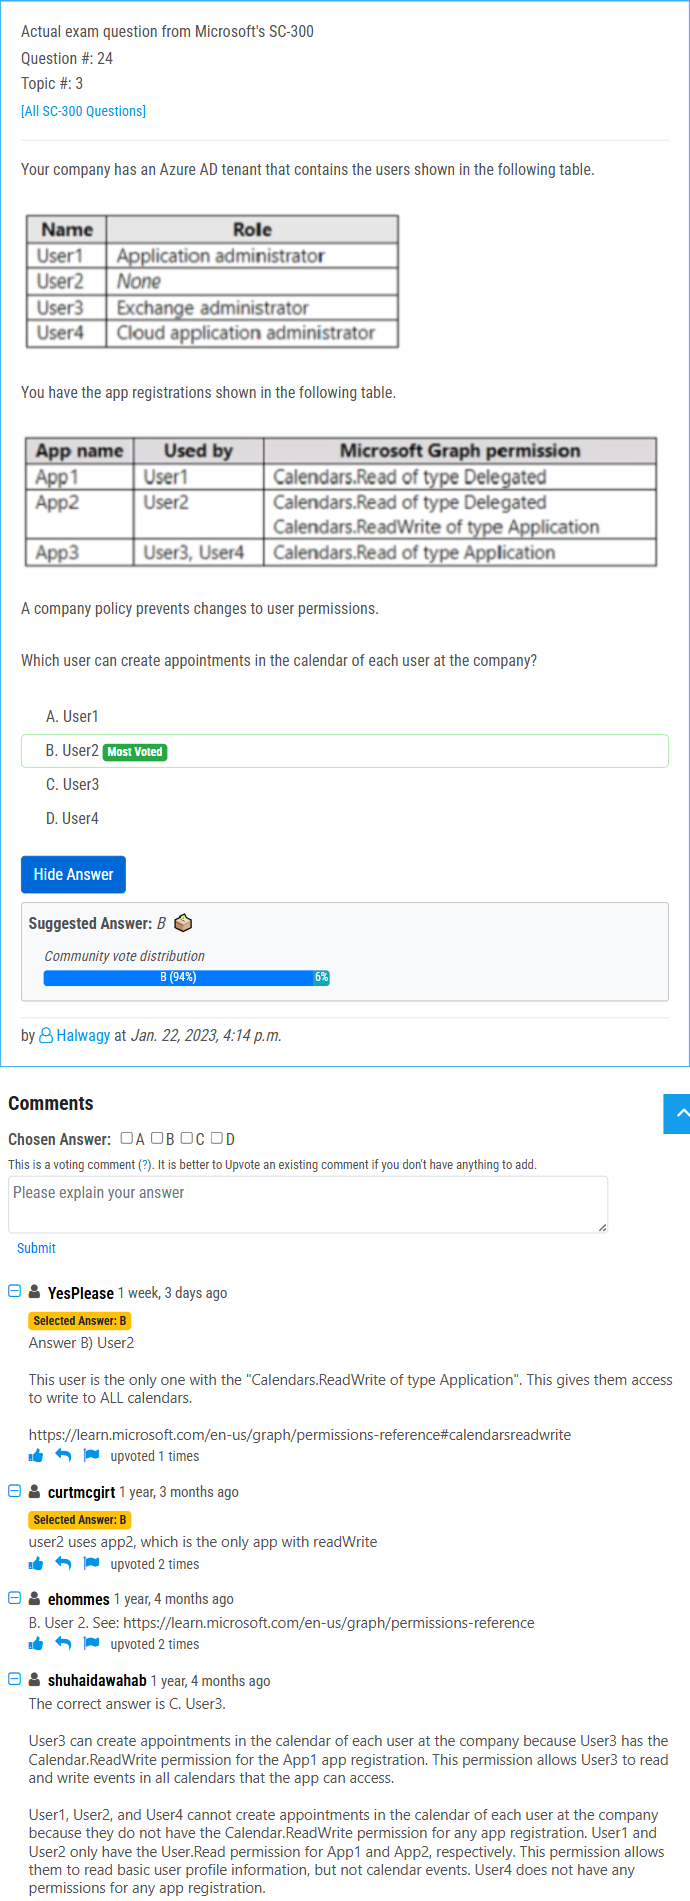 Actual exam question from Microsoft's SC-300
Question #: 24
Topic #: 3
[All SC-300 Questions]
Your company has an Azure AD tenant that contains the users shown in the following table.
Name Role
User1 Application administrator
User2 None
User3 Exchange administrator
User4 Cloud application administrator
You have the app registrations shown in the following table.
App name Used by Microsoft Graph permission
App1 User1 Calendars.Read of type Delegated
App2 User2 Calendars.Read of type Delegated
Calendars.ReadWrite of type Application
App3 User3, User4 Calendars.Read of type Application
A company policy prevents changes to user permissions.
Which user can create appointments in the calendar of each user at the company?
A. User1
B. User2 Most Voted
C. User3
D. User4
Hide Answer
Suggested Answer: B
Community vote distribution
B (94%) 6%
by Halwagy at Jan. 22, 2023, 4:14 p.m.
Comments
Chosen Answer: A B C D
This is a voting comment (?). It is better to Upvote an existing comment if you don't have anything to add.
Please explain your answer
Submit
YesPlease 1 week, 3 days ago
Selected Answer: B
Answer B) User2
This user is the only one with the "Calendars.ReadWrite of type Application". This gives them access
to write to ALL calendars.
https://learn.microsoft.com/en-us/graph/permissions-reference#calendarsreadwrite
upvoted 1 times
curtmcgirt 1 year, 3 months ago
Selected Answer: B
user2 uses app2, which is the only app with readWrite
upvoted 2 times
ehommes 1 year, 4 months ago
B. User 2. See: https://learn.microsoft.com/en-us/graph/permissions-reference
upvoted 2 times
shuhaidawahab 1 year, 4 months ago
The correct answer is C. User3.
User3 can create appointments in the calendar of each user at the company because User3 has the
Calendar.ReadWrite permission for the App1 app registration. This permission allows User3 to read
and write events in all calendars that the app can access.
User1, User2, and User4 cannot create appointments in the calendar of each user at the company
because they do not have the Calendar.ReadWrite permission for any app registration. User1 and
User2 only have the User.Read permission for App1 and App2, respectively. This permission allows
them to read basic user profile information, but not calendar events. User4 does not have any
permissions for any app registration.